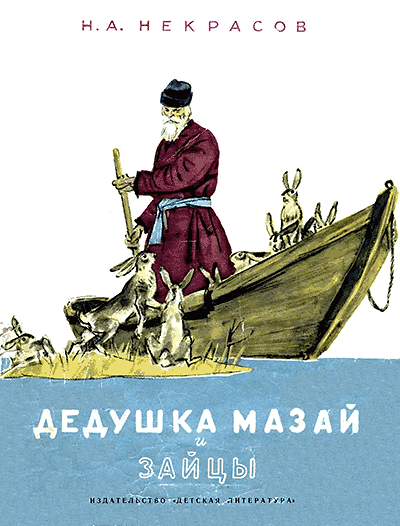 Н. А. НЕКРАСОВ
ДЕДУШКА МАЗАЙ
и
ЗАЙЦЫ
ИЗДАТЕЛЬСТВО «ДЕТСКАЯ ЛИТЕРАТУРА»